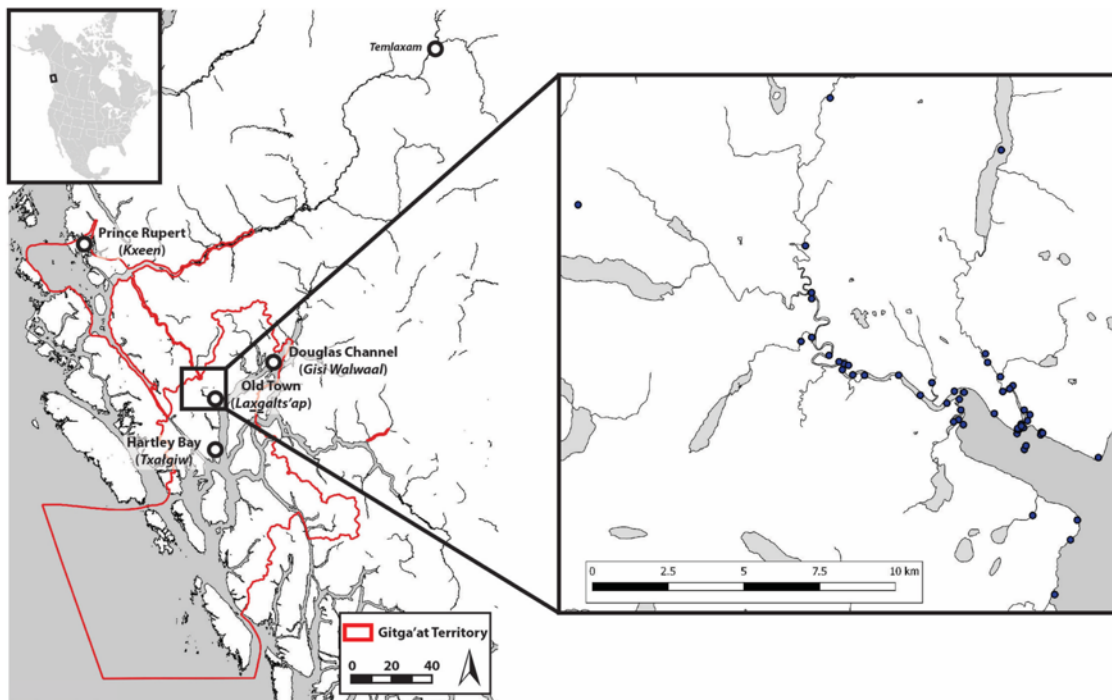 Temlaxam
Prince Rupert
(Kxeen)
Douglas Channel
(Gisi Walwaal)
Old Town
(Laxgalts'ap)
Hartley Bay
(Txalgiw)
Gitga'at Territory
0 20 40
0 2.5 5 7.5 10 km